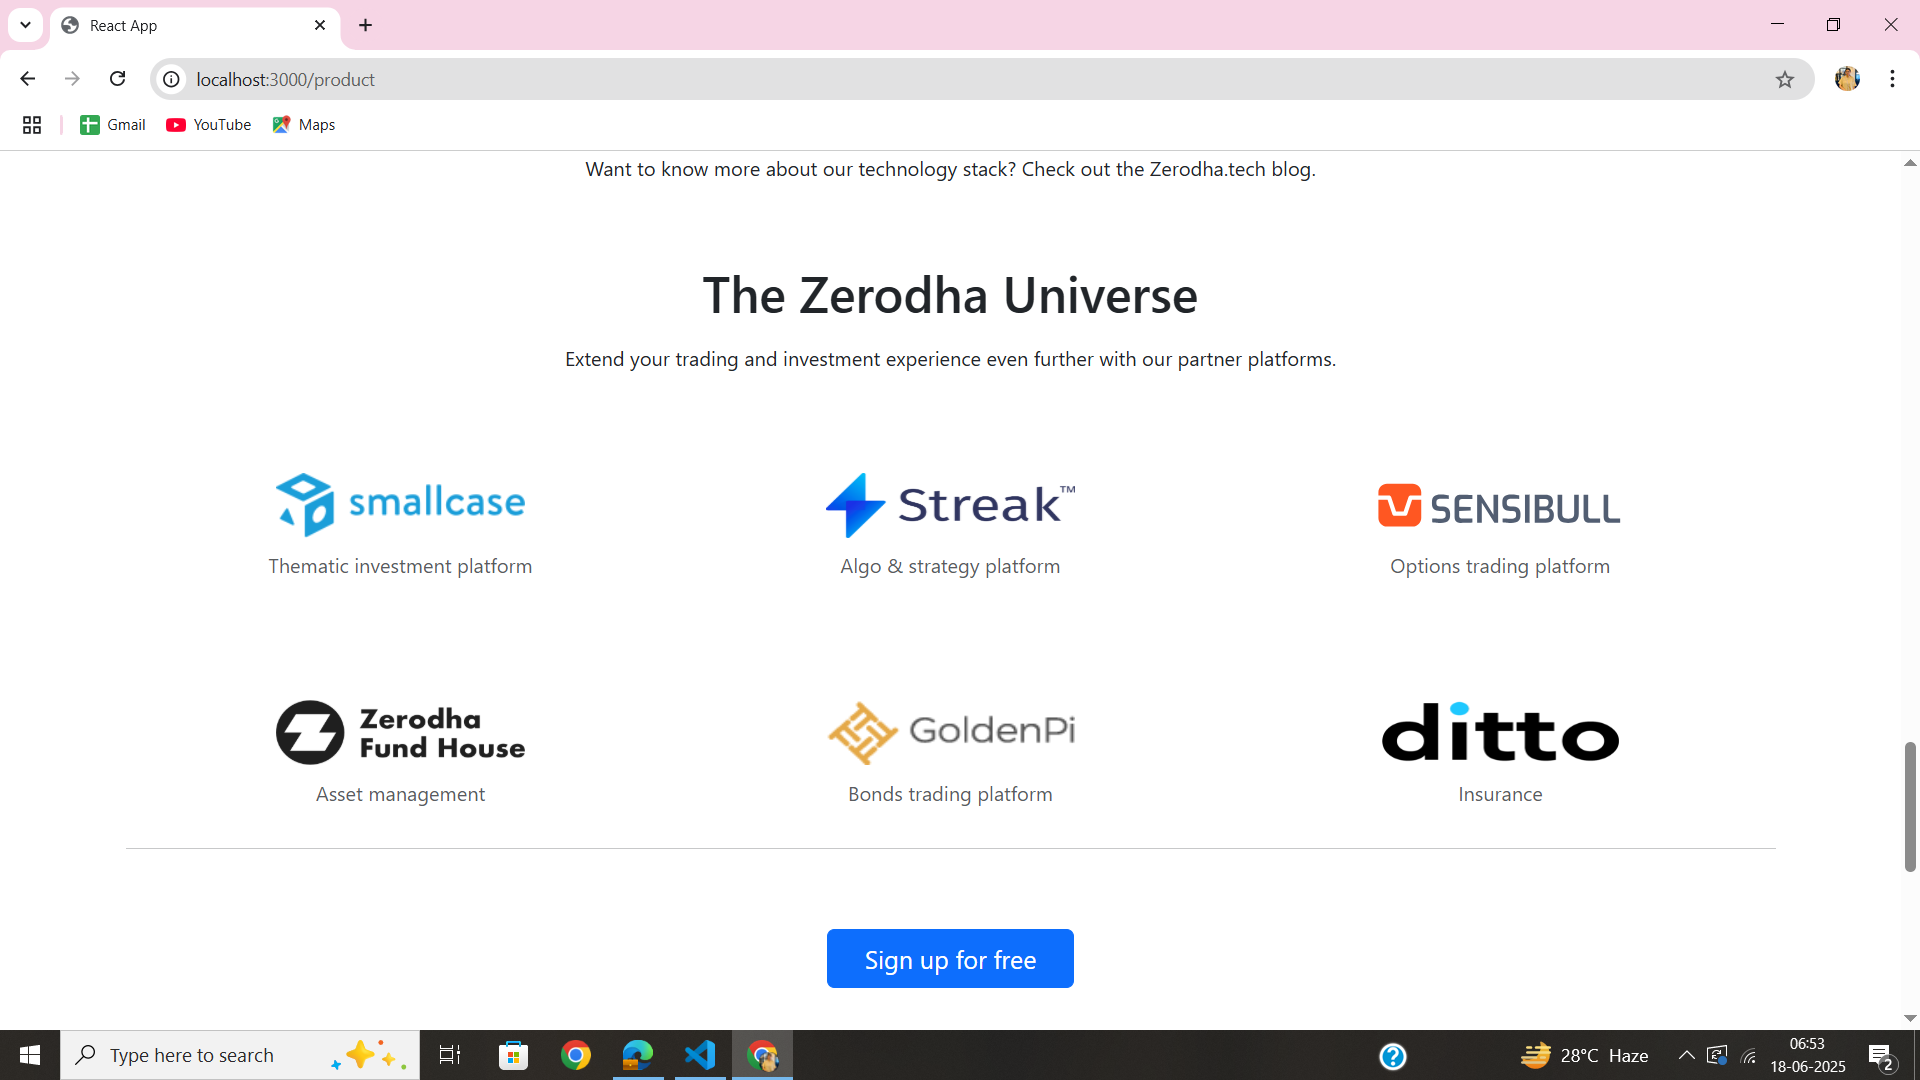 React App
localhost:3000/product
Gmail
YouTube
Maps
Want to know more about our technology stack? Check out the Zerodha.tech blog.
The Zerodha Universe
Extend your trading and investment experience even further with our partner platforms.
smallcase
Streak™
SENSIBULL
Thematic investment platform
Algo & strategy platform
Options trading platform
Zerodha
Fund House
GoldenPi
ditto
Asset management
Bonds trading platform
Insurance
Sign up for free
Type here to search
28°C Haze
06:53
18-06-2025
2